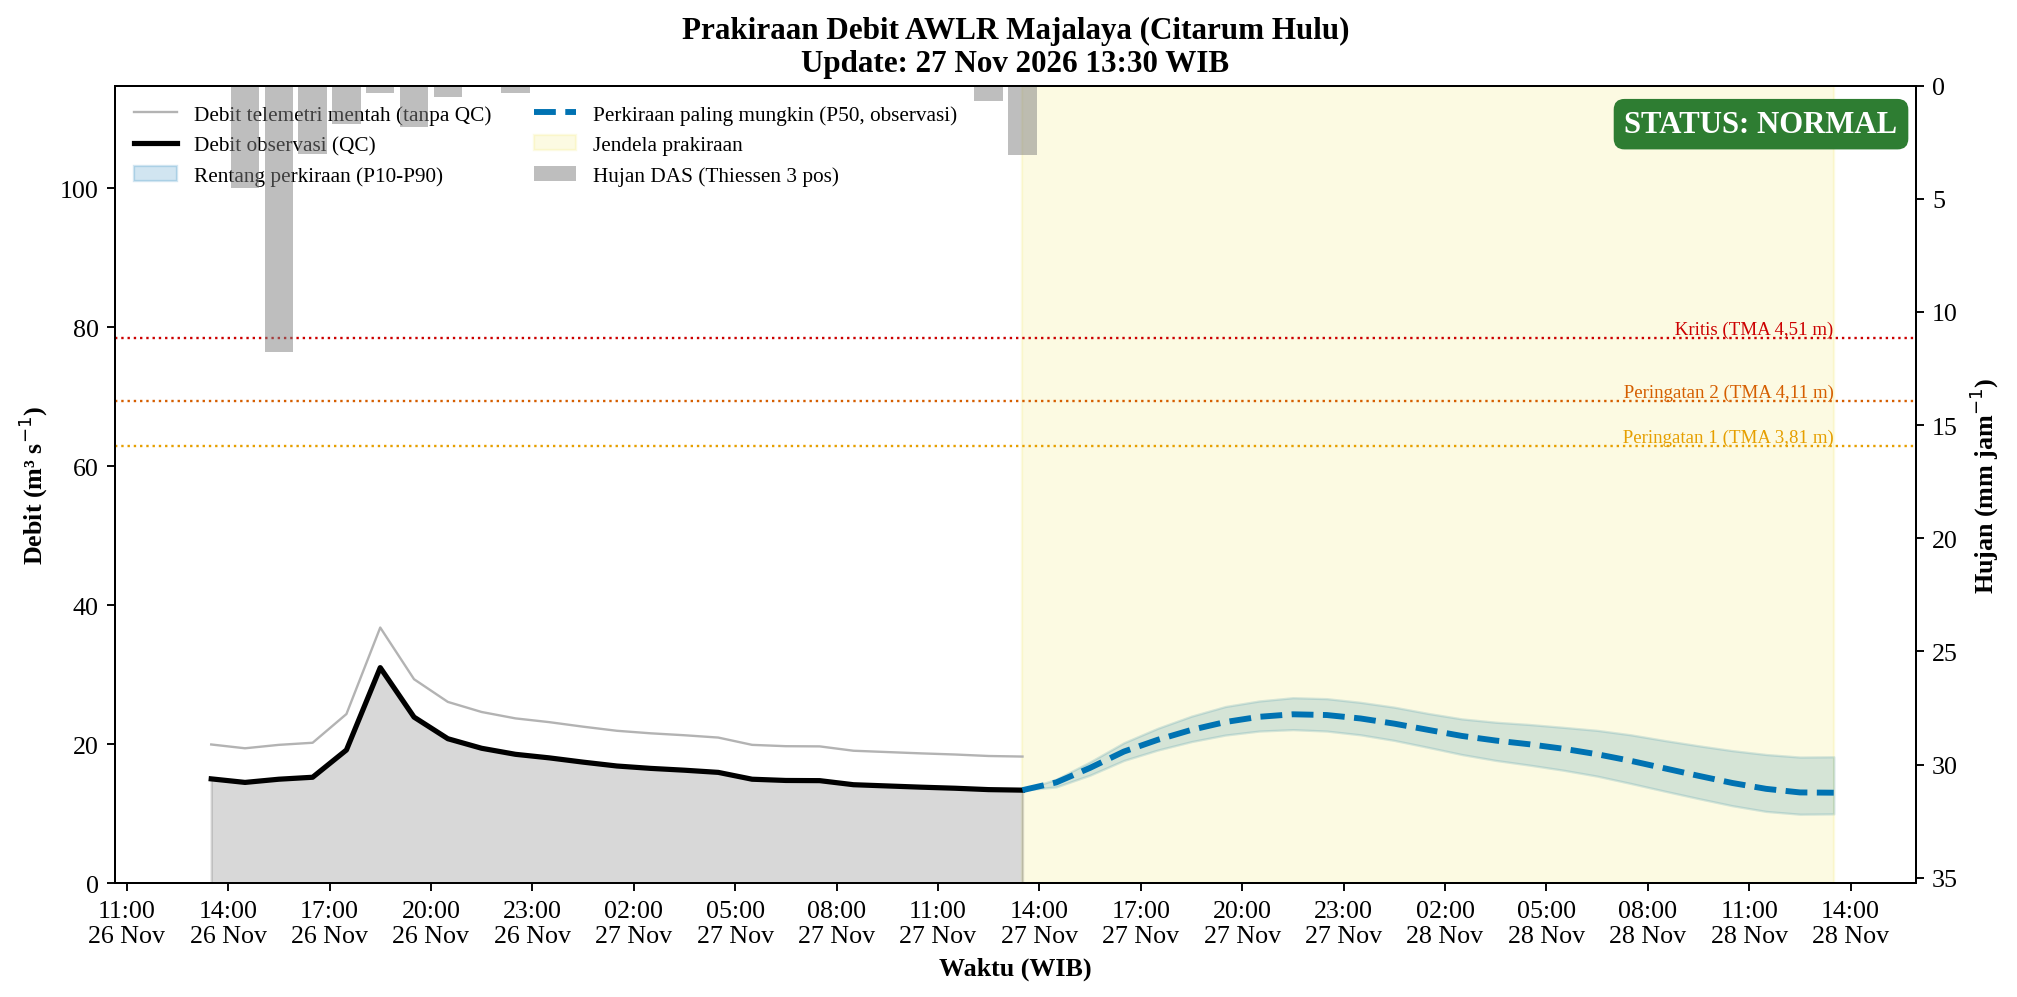 Prakiraan Debit AWLR Majalaya (Citarum Hulu)
Update: 27 Nov 2026 13:30 WIB
Debit telemetri mentah (tanpa QC)
Debit observasi (QC)
Rentang perkiraan (P10-P90)
Perkiraan paling mungkin (P50, observasi)
Jendela prakiraan
Hujan DAS (Thiessen 3 pos)
STATUS: NORMAL
Kritis (TMA 4,51 m)
Peringatan 2 (TMA 4,11 m)
Peringatan 1 (TMA 3,81 m)
Debit (m³ s⁻¹)
100
80
60
40
20
0
Hujan (mm jam⁻¹)
0
5
10
15
20
25
30
35
11:00 14:00 17:00 20:00 23:00 02:00 05:00 08:00 11:00 14:00 17:00 20:00 23:00 02:00 05:00 08:00 11:00 14:00
26 Nov 26 Nov 26 Nov 26 Nov 26 Nov 27 Nov 27 Nov 27 Nov 27 Nov 27 Nov 27 Nov 27 Nov 27 Nov 28 Nov 28 Nov 28 Nov 28 Nov 28 Nov
Waktu (WIB)